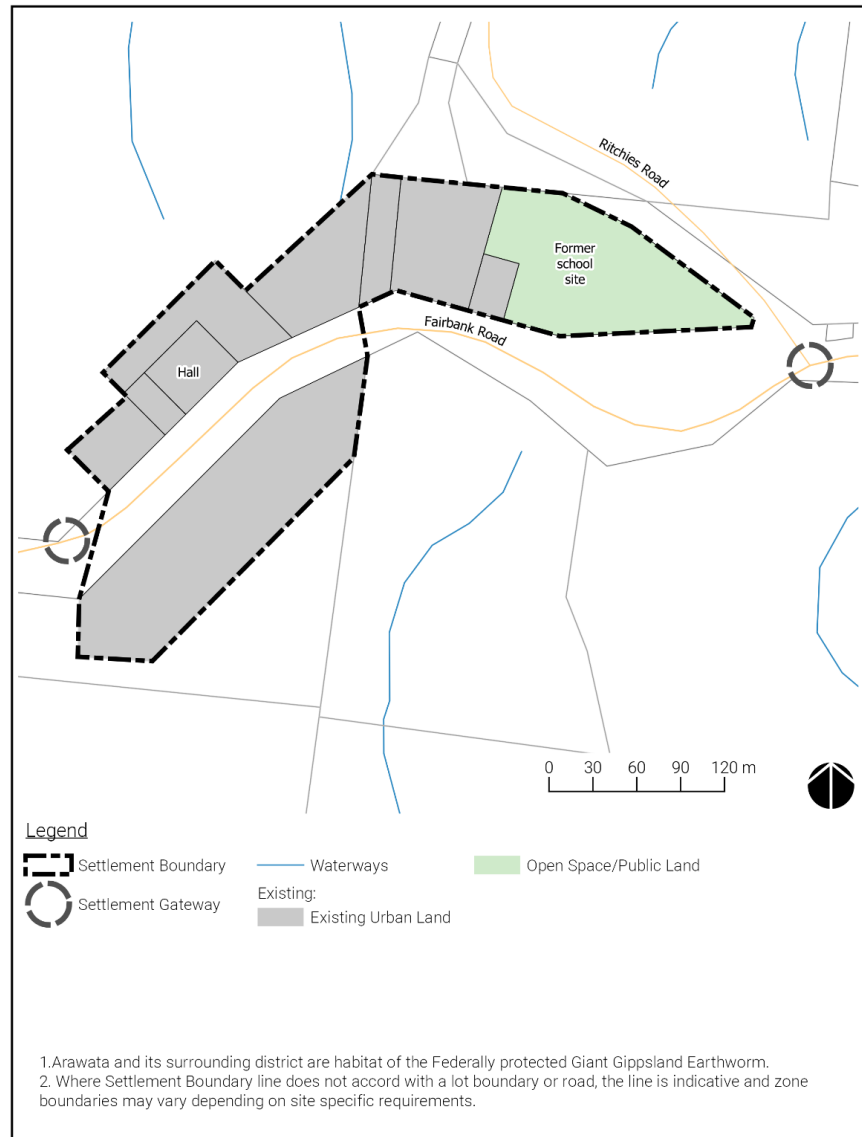 Ritchies Road
Former
school
site
Fairbank Road
Hall
0 30 60 90 120 m
Legend
Settlement Boundary
Waterways
Open Space/Public Land
Settlement Gateway
Existing:
Existing Urban Land
1.Arawata and its surrounding district are habitat of the Federally protected Giant Gippsland Earthworm.
2. Where Settlement Boundary line does not accord with a lot boundary or road, the line is indicative and zone
boundaries may vary depending on site specific requirements.